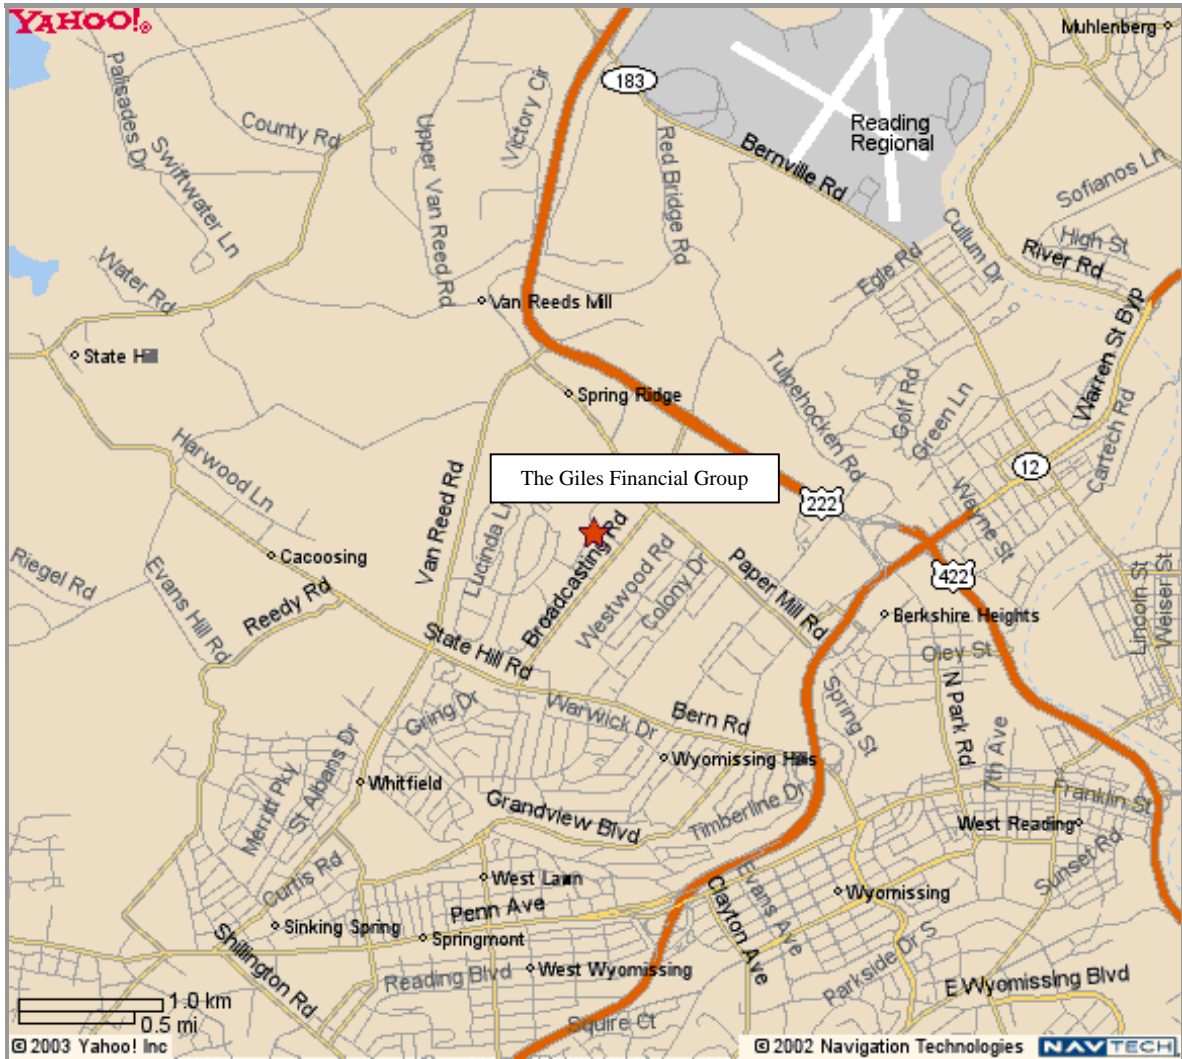 YAHOO!®
Muhlenberg
183
Palisades Dr
County Rd
Victory Cir
Upper Van Reed Rd
Red Bridge Rd
Reading
Regional
Bernville Rd
Swiftwater Ln
Sofianos Ln
Cullum Dr
High St
River Rd
Egle Rd
Water Rd
Van Reeds Mill
Warren St Byp
State Hill
Spring Ridge
Tulpehocken Rd
Golf Rd
Green Ln
Cartech Rd
Harwood Ln
Van Reed Rd
The Giles Financial Group
12
222
Wayne St
Lucinda Ln
Broadcasting Rd
Cacoosing
Riegel Rd
Evans Hill Rd
Reedy Rd
Westwood Rd
Colony Dr
Paper Mill Rd
422
Lincoln St
Weiser St
Berkshire Heights
State Hill Rd
Oley St
N Park Rd
Spring St
Gring Dr
Warwick Dr
Bern Rd
7th Ave
Wyomissing Hills
Merritt Pky
St Albans Dr
Whitfield
Grandview Blvd
Timberline Dr
Franklin St
West Reading
Sunset Rd
Curtis Rd
West Lawn
Evans Ave
Wyomissing
Penn Ave
Clayton Ave
Sinking Spring
Springmont
Parkside Dr S
Shillington Rd
Reading Blvd
West Wyomissing
E Wyomissing Blvd
1.0 km
0.5 mi
Squire Ct
©2003 Yahoo! Inc
©2002 Navigation Technologies
NAVTECH